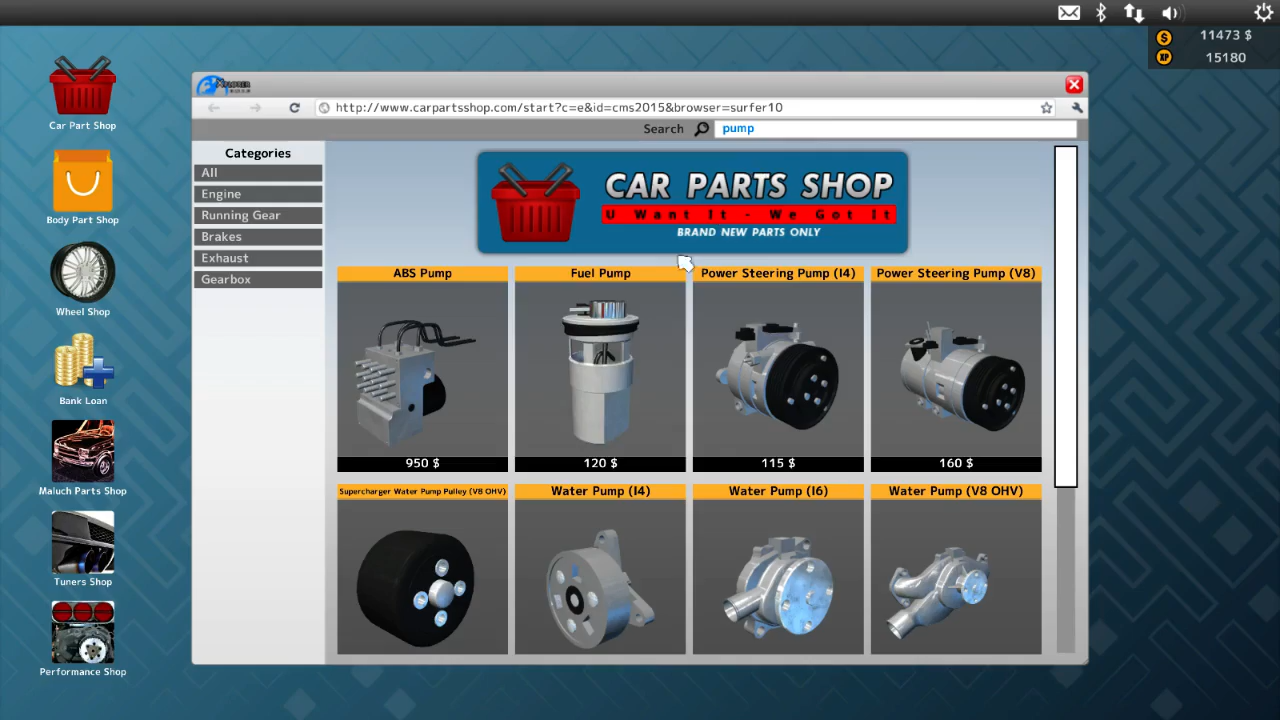 11473 $
15180
http://www.carpartsshop.com/start?c=e&id=cms2015&browser=surfer10
Search
pump
Car Part Shop
Body Part Shop
Wheel Shop
Bank Loan
Maluch Parts Shop
Tuners Shop
Performance Shop
Categories
All
Engine
Running Gear
Brakes
Exhaust
Gearbox
CAR PARTS SHOP
U Want It - We Got It
BRAND NEW PARTS ONLY
ABS Pump
Fuel Pump
Power Steering Pump (I4)
Power Steering Pump (V8)
950 $
120 $
115 $
160 $
Supercharger Water Pump Pulley (V8 OHV)
Water Pump (I4)
Water Pump (I6)
Water Pump (V8 OHV)